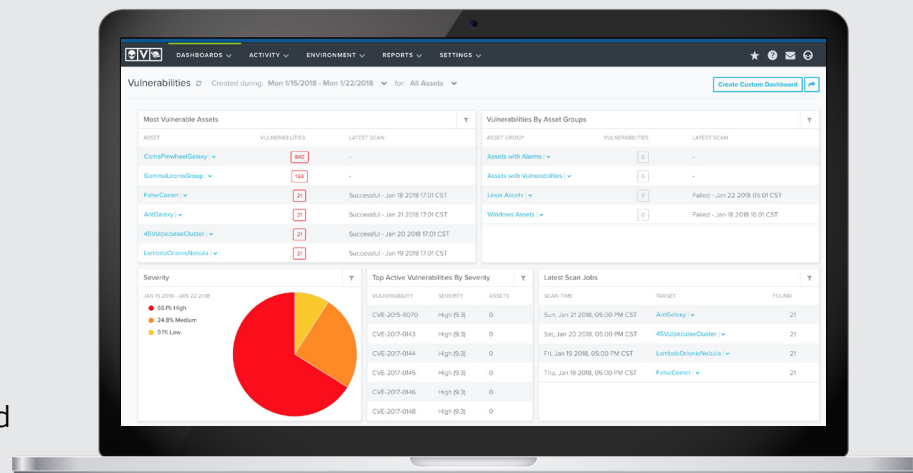 DASHBOARDS ACTIVITY ENVIRONMENT REPORTS SETTINGS
Vulnerabilities Created during: Mon 1/15/2018 - Mon 1/22/2018 for: All Assets Create Custom Dashboard
Most Vulnerable Assets
ASSET VULNERABILITIES LATEST SCAN
ComaPinwheelGalaxy | 840 -
GammaLeonisGroup | 168 -
FalseComet | 21 Successful - Jan 18 2018 17:01 CST
AntGalaxy | 21 Successful - Jan 21 2018 17:01 CST
45VulpeculaeCluster | 21 Successful - Jan 20 2018 17:01 CST
LambdaOrionisNebula | 21 Successful - Jan 19 2018 17:01 CST
Vulnerabilities By Asset Groups
ASSET GROUP VULNERABILITIES LATEST SCAN
Assets with Alarms | 0 -
Assets with Vulnerabilities | 0 -
Linux Assets | 0 Failed - Jan 22 2018 05:01 CST
Windows Assets | 0 Failed - Jan 18 2018 16:01 CST
Severity
JAN 15 2018 - JAN 22 2018
66.1% High
24.8% Medium
9.1% Low
Top Active Vulnerabilities By Severity
VULNERABILITY SEVERITY ASSETS
CVE-2015-6070 High (9.3) 0
CVE-2017-0143 High (9.3) 0
CVE-2017-0144 High (9.3) 0
CVE-2017-0145 High (9.3) 0
CVE-2017-0146 High (9.3) 0
CVE-2017-0148 High (9.3) 0
Latest Scan Jobs
SCAN TIME TARGET FOUND
Sun, Jan 21 2018, 05:00 PM CST AntGalaxy | 21
Sat, Jan 20 2018, 05:00 PM CST 45VulpeculaeCluster | 21
Fri, Jan 19 2018, 05:00 PM CST LambdaOrionisNebula | 21
Thu, Jan 18 2018, 05:00 PM CST FalseComet | 21
d